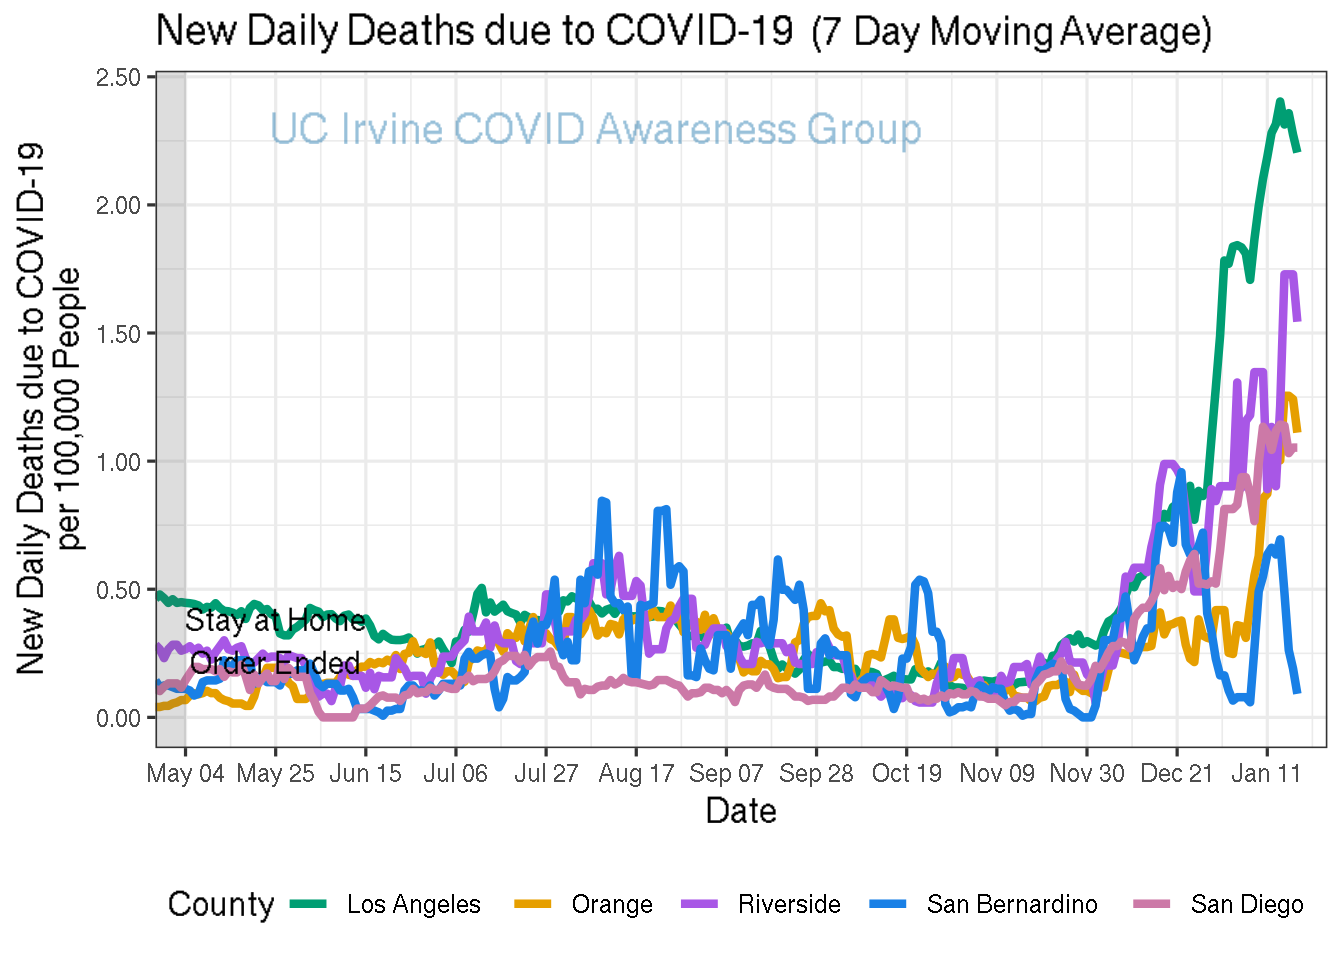 New Daily Deaths due to COVID-19 (7 Day Moving Average)
UC Irvine COVID Awareness Group
New Daily Deaths due to COVID-19
per 100,000 People
2.50
2.00
1.50
1.00
0.50
0.00
Stay at Home
Order Ended
May 04 May 25 Jun 15 Jul 06 Jul 27 Aug 17 Sep 07 Sep 28 Oct 19 Nov 09 Nov 30 Dec 21 Jan 11
Date
County Los Angeles Orange Riverside San Bernardino San Diego